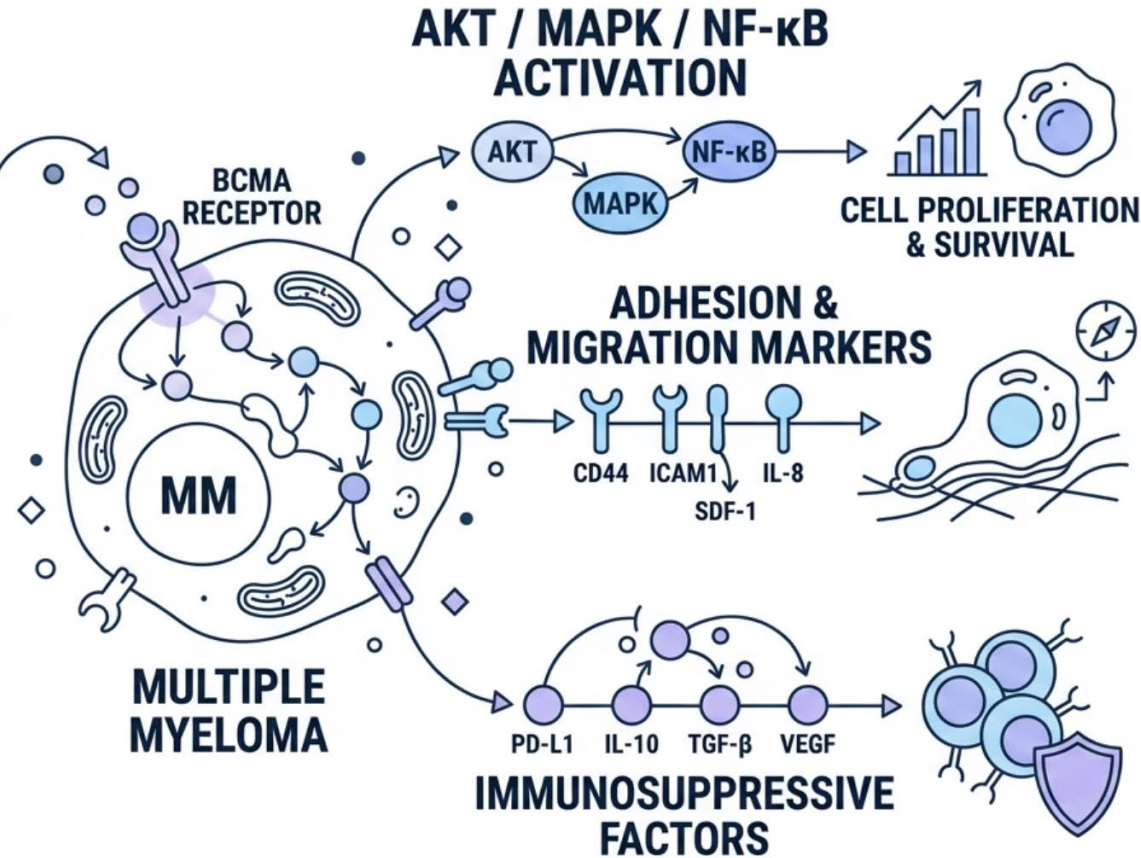 AKT / MAPK / NF-κB
ACTIVATION
AKT
NF-κB
MAPK
CELL PROLIFERATION
& SURVIVAL
BCMA
RECEPTOR
ADHESION &
MIGRATION MARKERS
CD44
ICAM1
IL-8
SDF-1
MM
MULTIPLE
MYELOMA
PD-L1
IL-10
TGF-β
VEGF
IMMUNOSUPPRESSIVE
FACTORS